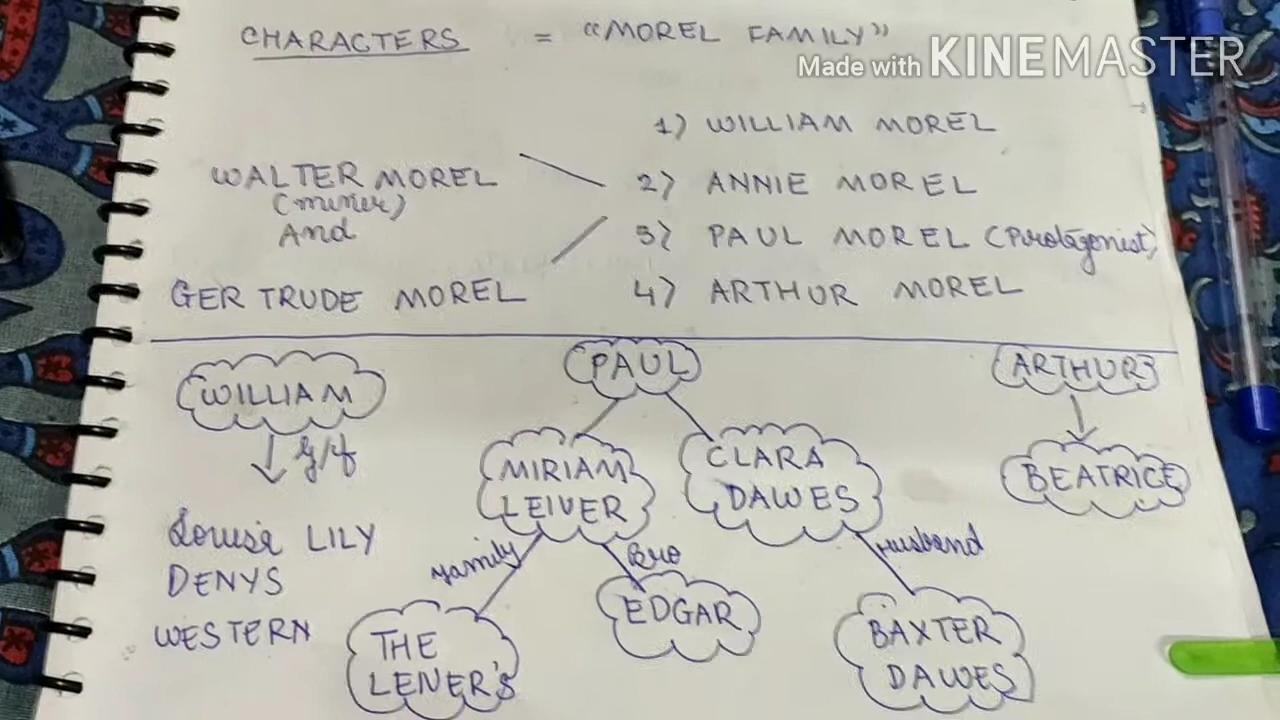 CHARACTERS = "MOREL FAMILY"
Made with KINEMASTER
1) WILLIAM MOREL
WALTER MOREL
(miner)
And
GERTRUDE MOREL
2) ANNIE MOREL
3) PAUL MOREL (Protagonist)
4) ARTHUR MOREL
WILLIAM
g/f
Louisa LILY
DENYS
WESTERN
PAUL
MIRIAM
LEIVER
CLARA
DAWES
family
Bro
Husband
THE
LEIVER'S
EDGAR
BAXTER
DAWES
ARTHUR
BEATRICE